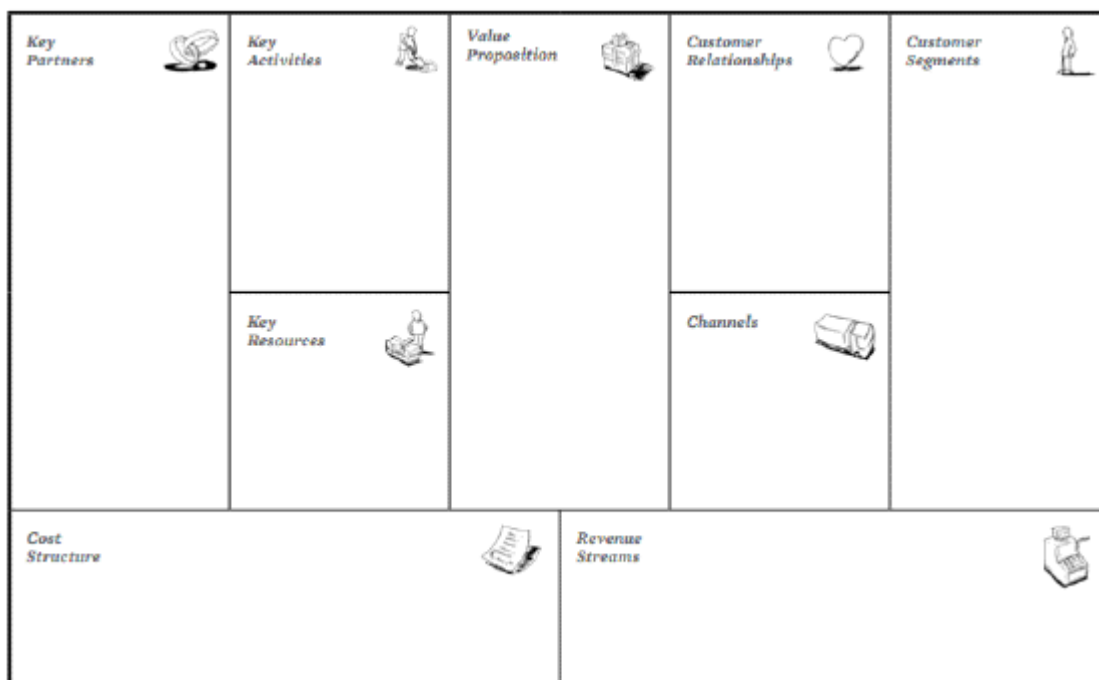 Key
Partners
Key
Activities
Value
Proposition
Customer
Relationships
Customer
Segments
Key
Resources
Channels
Cost
Structure
Revenue
Streams